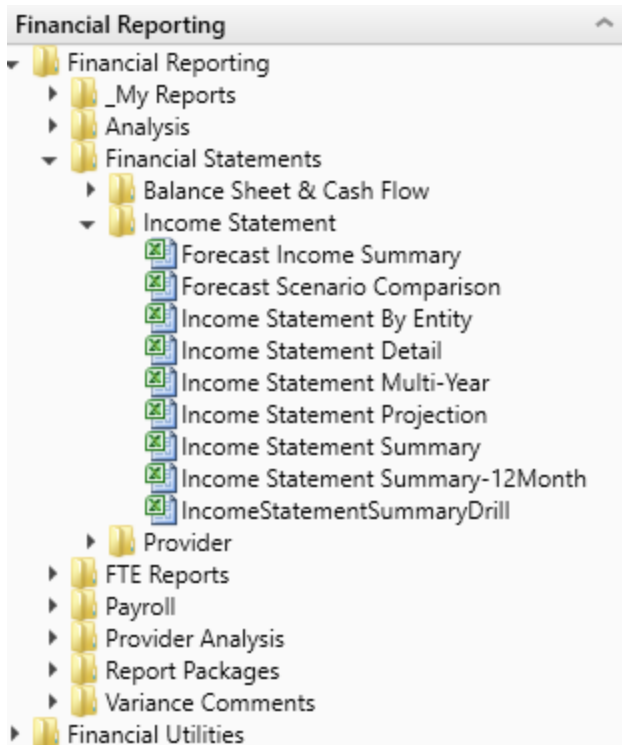 Financial Reporting
Financial Reporting
_My Reports
Analysis
Financial Statements
Balance Sheet & Cash Flow
Income Statement
Forecast Income Summary
Forecast Scenario Comparison
Income Statement By Entity
Income Statement Detail
Income Statement Multi-Year
Income Statement Projection
Income Statement Summary
Income Statement Summary-12Month
IncomeStatementSummaryDrill
Provider
FTE Reports
Payroll
Provider Analysis
Report Packages
Variance Comments
Financial Utilities